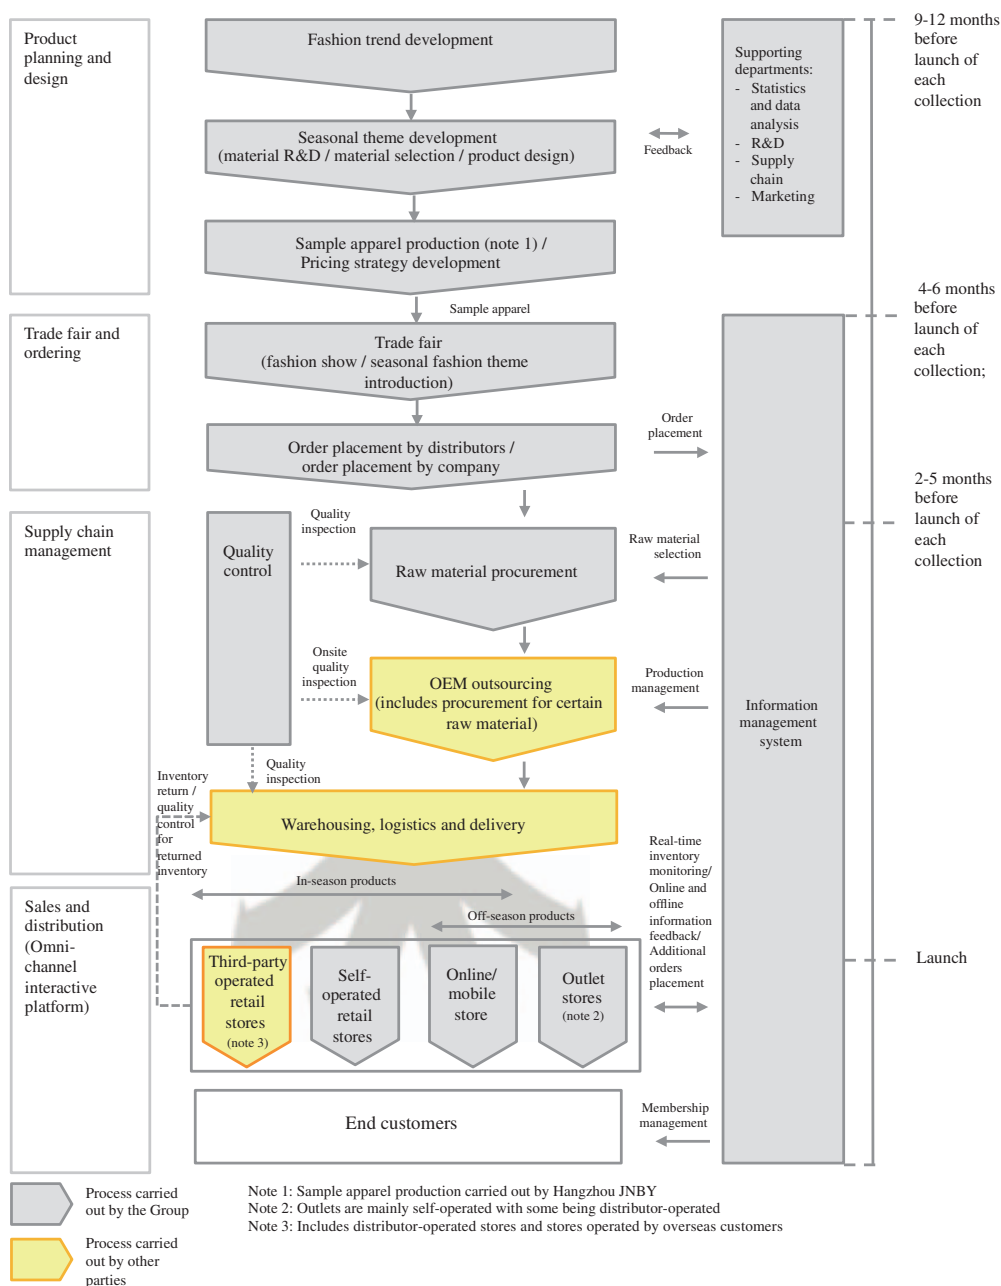 Product
planning and
design
Fashion trend development
Seasonal theme development
(material R&D / material selection / product design)
Feedback
Supporting
departments:
- Statistics
and data
analysis
- R&D
- Supply
chain
- Marketing
9-12 months
before
launch of
each
collection
Sample apparel production (note 1) /
Pricing strategy development
Sample apparel
4-6 months
before
launch of
each
collection;
Trade fair and
ordering
Trade fair
(fashion show / seasonal fashion theme
introduction)
Order placement by distributors /
order placement by company
Order
placement
2-5 months
before
launch of
each
collection
Supply chain
management
Quality
control
Quality
inspection
Raw material procurement
Raw material
selection
Onsite
quality
inspection
OEM outsourcing
(includes procurement for certain
raw material)
Production
management
Information
management
system
Quality
inspection
Inventory
return /
quality
control
for
returned
inventory
Warehousing, logistics and delivery
Real-time
inventory
monitoring/
Online and
offline
information
feedback/
Additional
orders
placement
In-season products
Off-season products
Sales and
distribution
(Omni-
channel
interactive
platform)
Third-party
operated
retail
stores
(note 3)
Self-
operated
retail
stores
Online/
mobile
store
Outlet
stores
(note 2)
Launch
End customers
Membership
management
Process carried
out by the Group
Process carried
out by other
parties
Note 1: Sample apparel production carried out by Hangzhou JNBY
Note 2: Outlets are mainly self-operated with some being distributor-operated
Note 3: Includes distributor-operated stores and stores operated by overseas customers